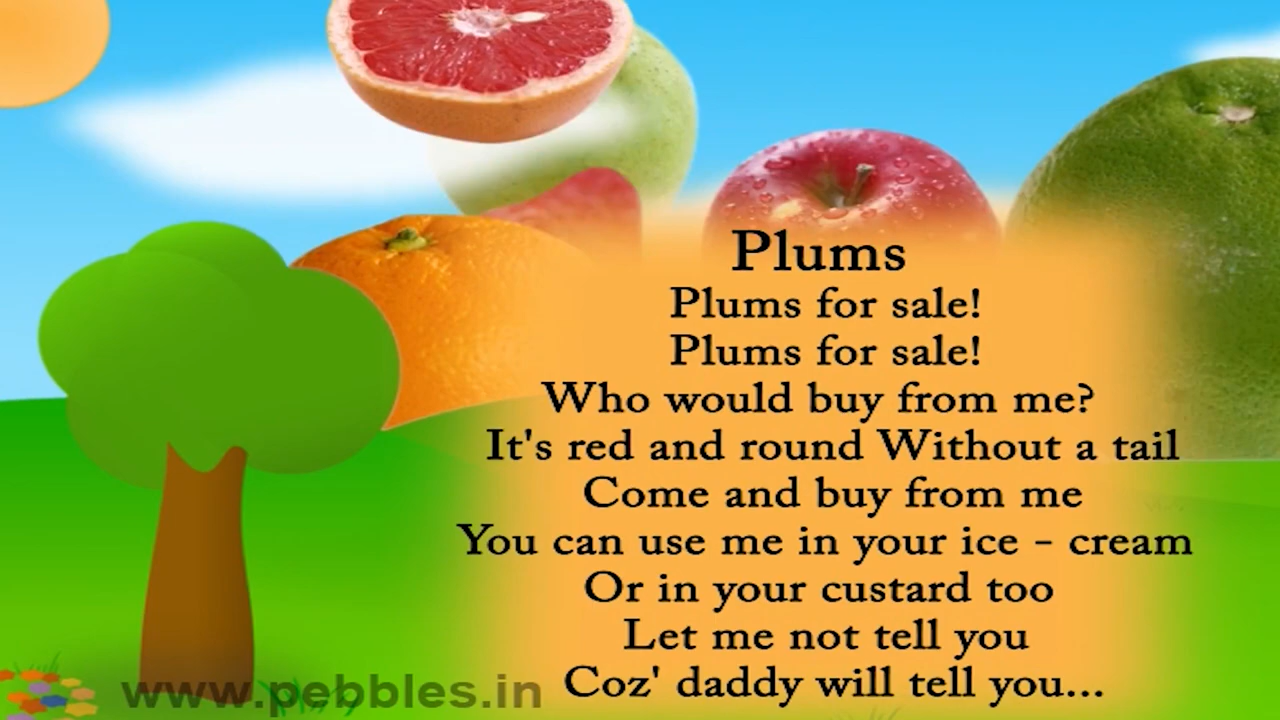 Plums
Plums for sale!
Plums for sale!
Who would buy from me?
It's red and round Without a tail
Come and buy from me
You can use me in your ice - cream
Or in your custard too
Let me not tell you
Coz' daddy will tell you...
www.pebbles.in